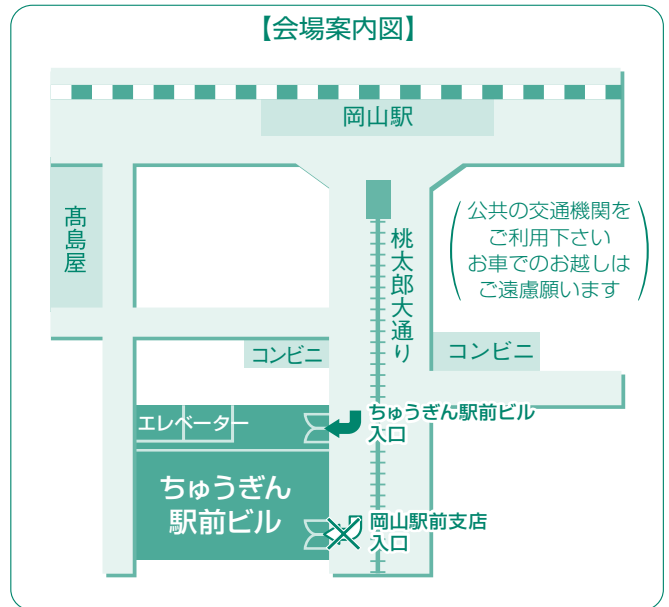 【会場案内図】
岡山駅
髙島屋
桃太郎大通り
公共の交通機関を
ご利用下さい
お車でのお越しは
ご遠慮願います
コンビニ
コンビニ
エレベーター
ちゅうぎん駅前ビル
入口
ちゅうぎん
駅前ビル
岡山駅前支店
入口